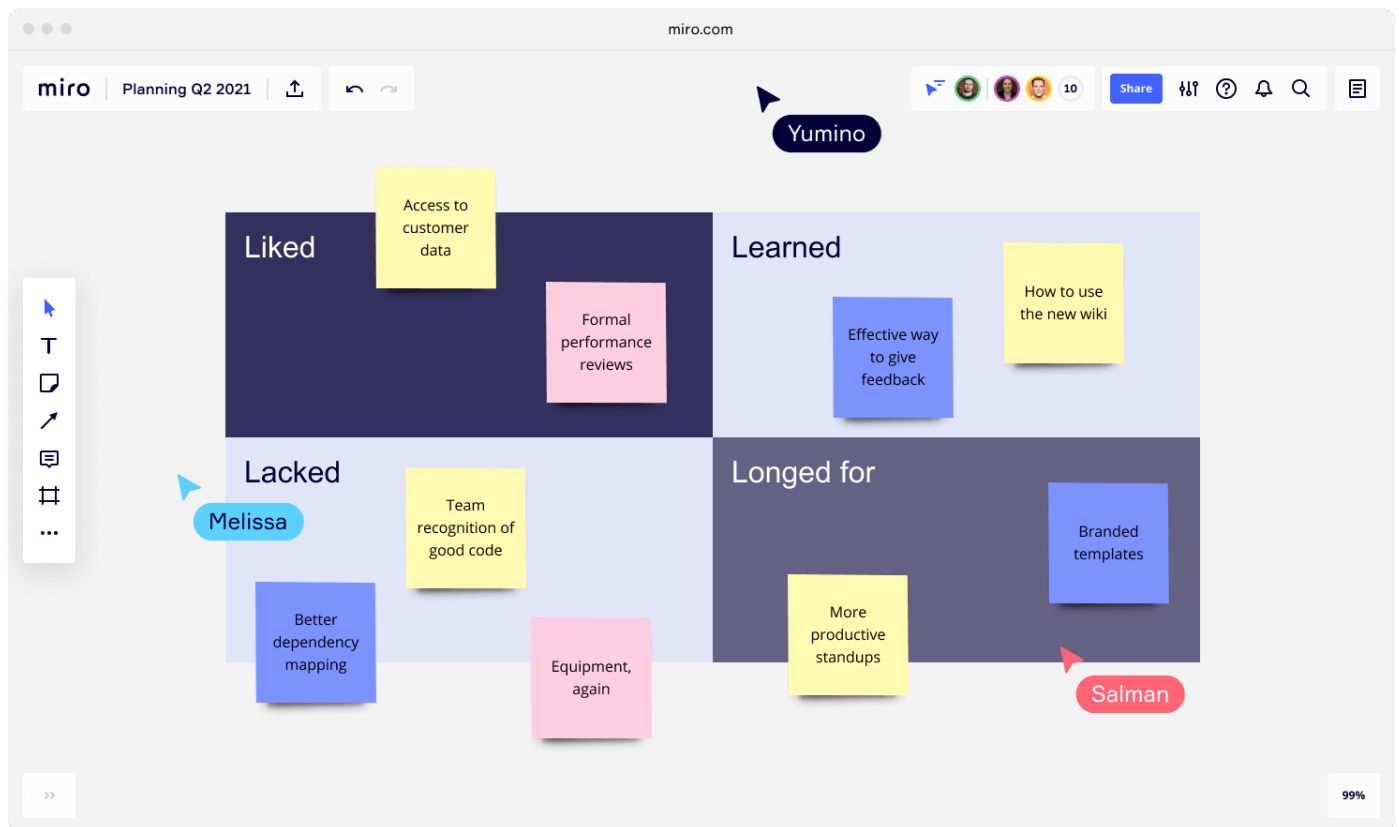 miro.com
miro
Planning Q2 2021
10
Share
Yumino
Liked
Access to
customer
data
Formal
performance
reviews
Learned
Effective way
to give
feedback
How to use
the new wiki
Lacked
Melissa
Team
recognition of
good code
Better
dependency
mapping
Equipment,
again
Longed for
Branded
templates
More
productive
standups
Salman
99%